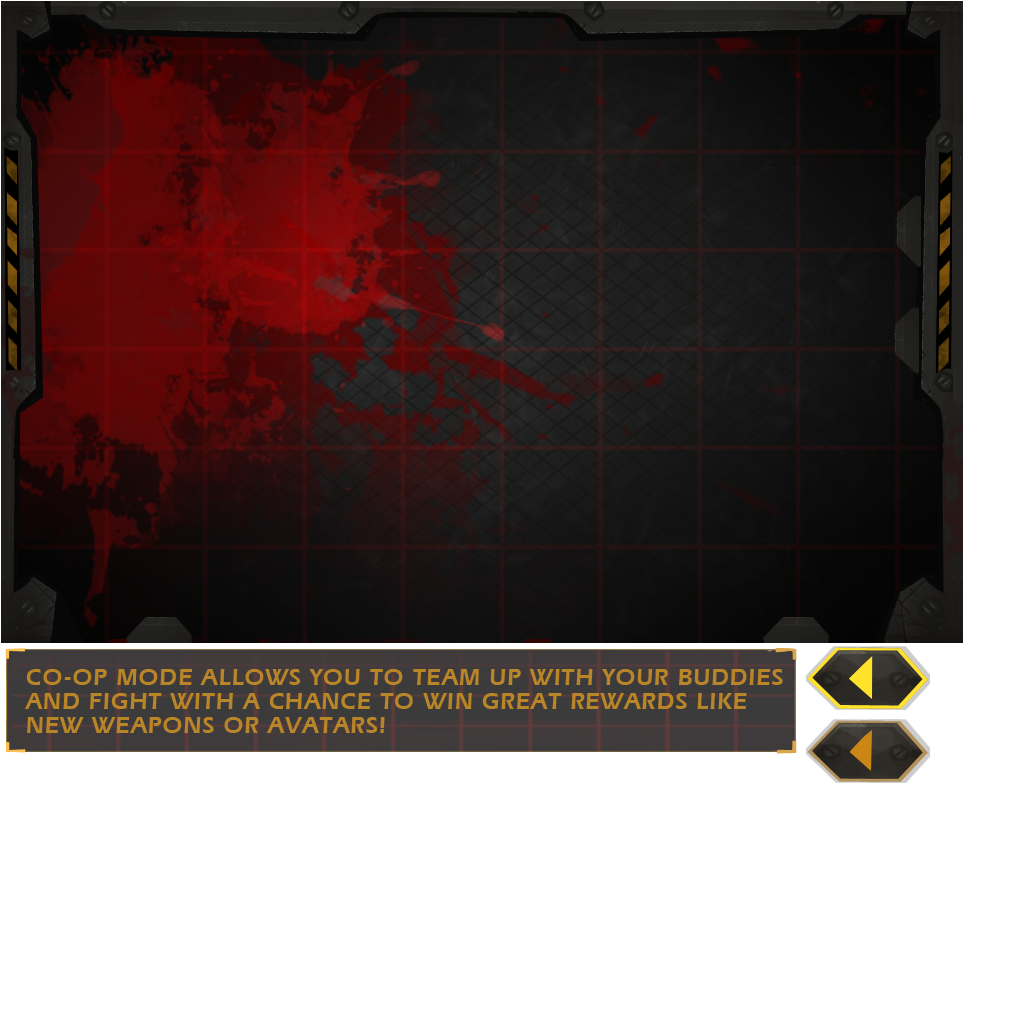 CO-OP MODE ALLOWS YOU TO TEAM UP WITH YOUR BUDDIES
AND FIGHT WITH A CHANCE TO WIN GREAT REWARDS LIKE
NEW WEAPONS OR AVATARS!